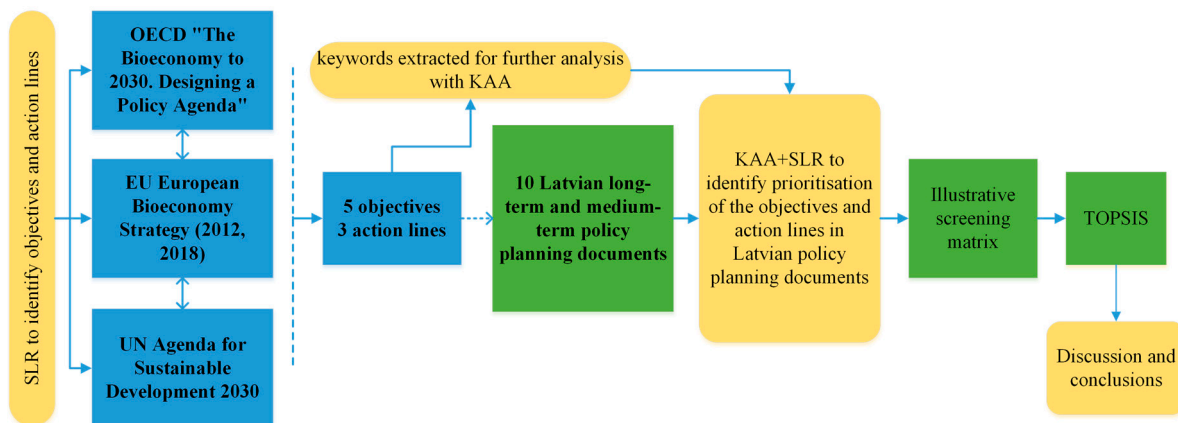 SLR to identify objectives and action lines
OECD "The
Bioeconomy to
2030. Designing a
Policy Agenda"
EU European
Bioeconomy
Strategy (2012,
2018)
UN Agenda for
Sustainable
Development 2030
keywords extracted for further analysis
with KAA
5 objectives
3 action lines
10 Latvian long-
term and medium-
term policy
planning documents
KAA+SLR to
identify prioritisation
of the objectives and
action lines in
Latvian policy
planning documents
Illustrative
screening
matrix
TOPSIS
Discussion and
conclusions